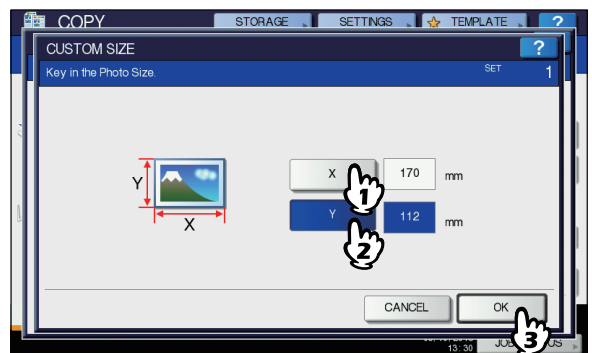 COPY STORAGE SETTINGS TEMPLATE ?
CUSTOM SIZE ?
Key in the Photo Size. SET 1
Y X 170 mm
1
X Y 112 mm
2
CANCEL OK
3
13: 30